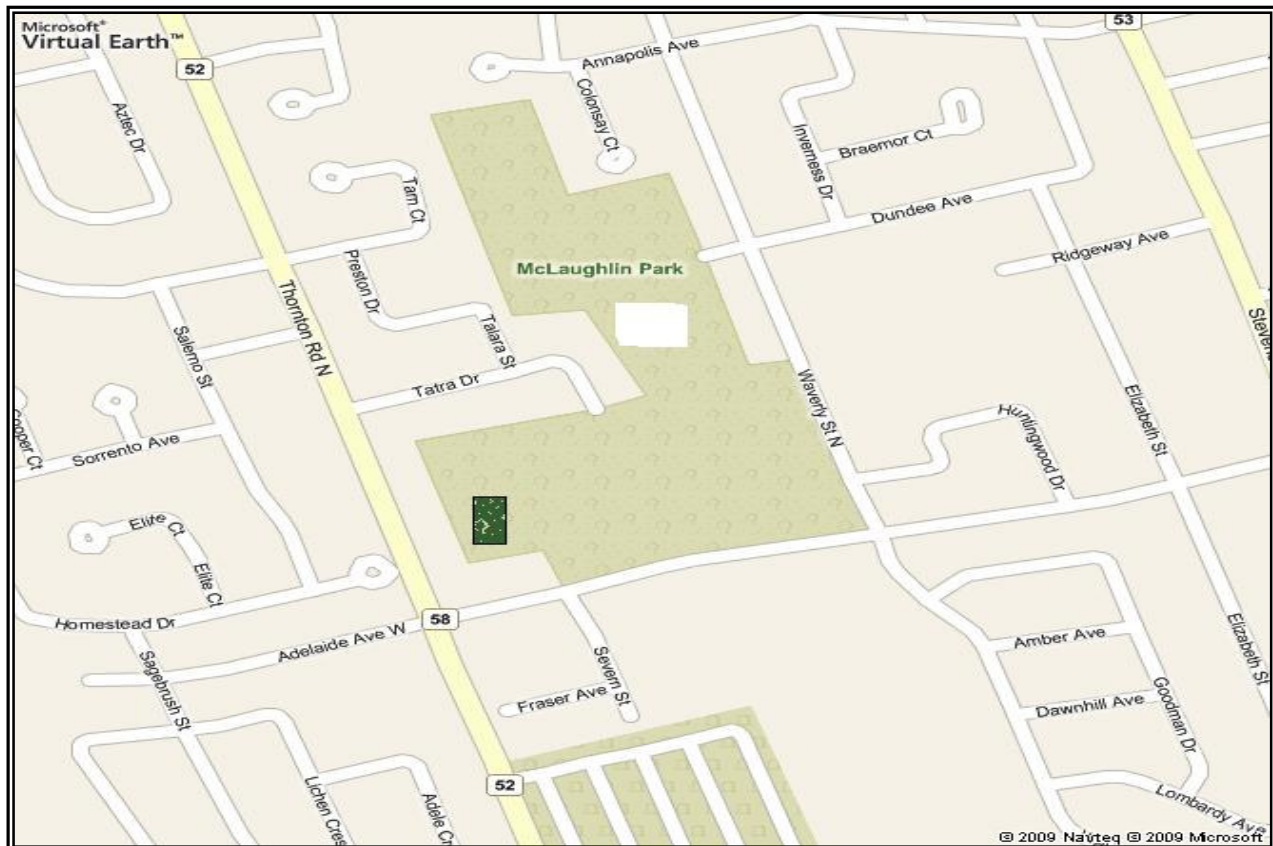 Microsoft®
Virtual Earth™
53
52
Annapolis Ave
Colonsay Ct
Aztec Dr
Inverness Dr
Braemor Ct
Tam Ct
Dundee Ave
Ridgeway Ave
McLaughlin Park
Preston Dr
Thornton Rd N
Salerno St
Talara St
Tatra Dr
Waverly St N
Elizabeth St
Huntingwood Dr
Cooper Ct
Sorrento Ave
Elite Ct
Elite Ct
Homestead Dr
58
Adelaide Ave W
Sagebrush St
Severn St
Fraser Ave
Amber Ave
Elizabeth St
Goodman Dr
Dawnhill Ave
52
Lichen Cres
Adele Cr
Lombardy Ave
© 2009 Navteq © 2009 Microsoft